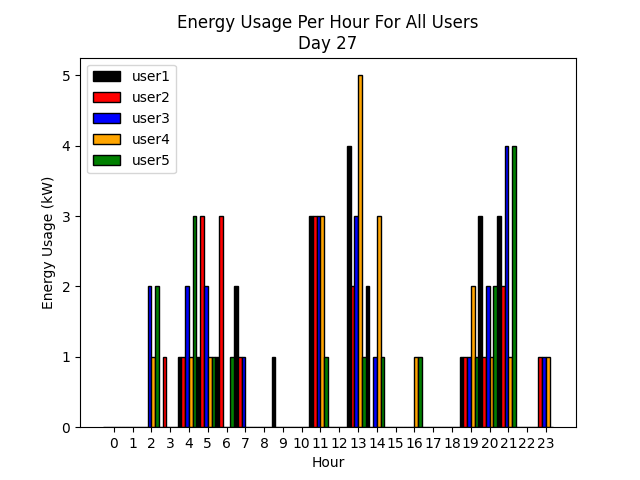 Energy Usage Per Hour For All Users
Day 27
user1
user2
user3
user4
user5
Energy Usage (kW)
5
4
3
2
1
0
0 1 2 3 4 5 6 7 8 9 10 11 12 13 14 15 16 17 18 19 20 21 22 23
Hour